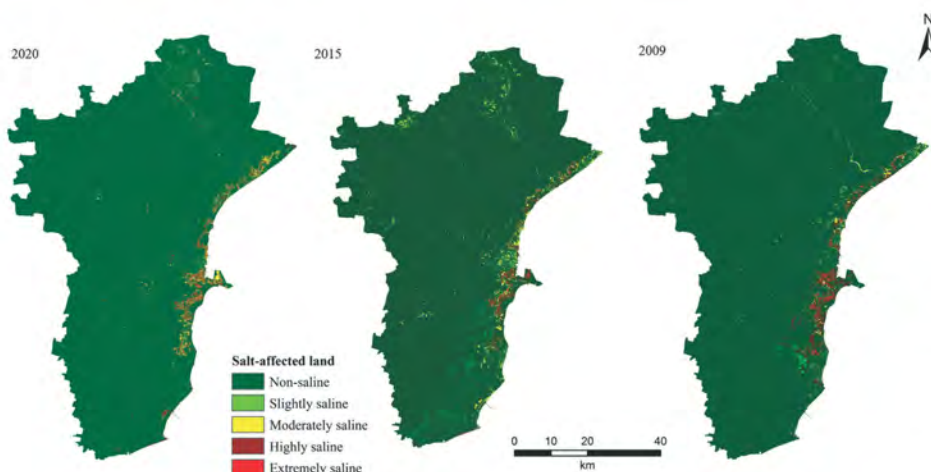 2020
2015
2009
N
Salt-affected land
Non-saline
Slightly saline
Moderately saline
Highly saline
Extremely saline
0 10 20 40
km